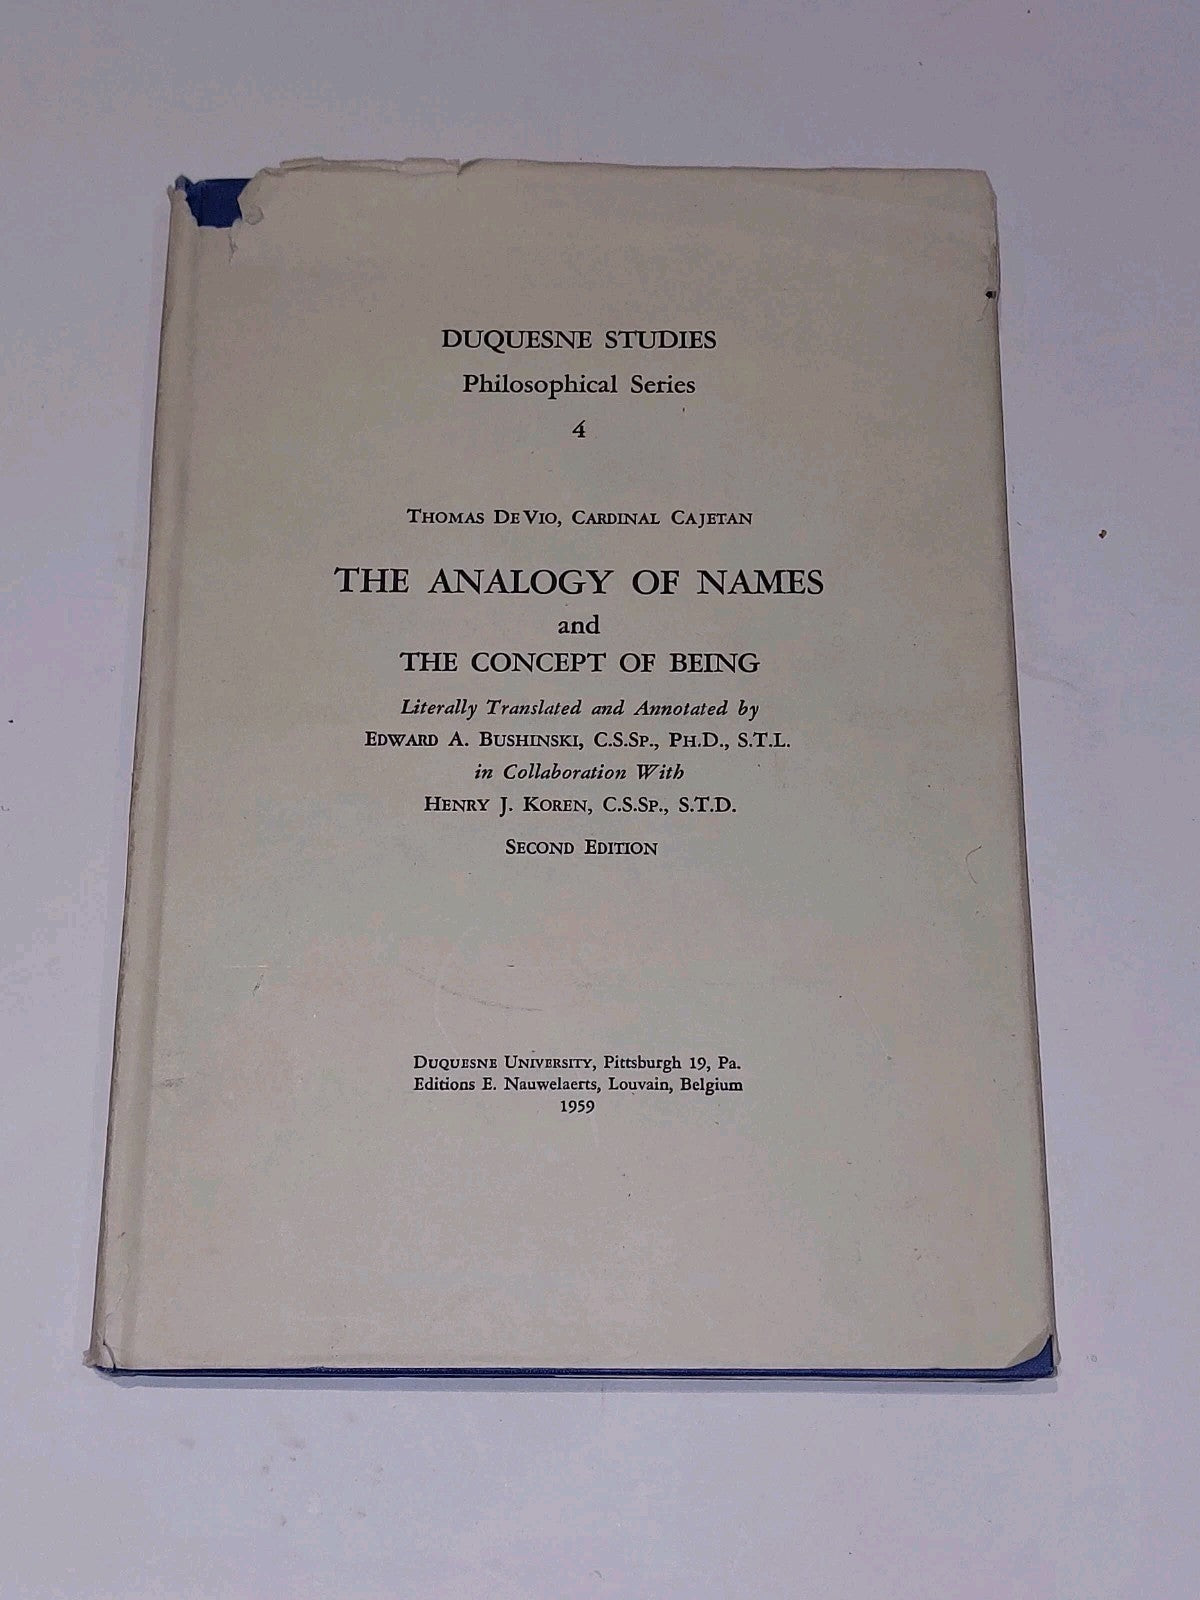 DUQUESNE STUDIES
Philosophical Series
4
THOMAS DE VIO, CARDINAL CAJETAN
THE ANALOGY OF NAMES
and
THE CONCEPT OF BEING
Literally Translated and Annotated by
EDWARD A. BUSHINSKI, C.S.SP., PH.D., S.T.L.
in Collaboration With
HENRY J. KOREN, C.S.SP., S.T.D.
SECOND EDITION
DUQUESNE UNIVERSITY, Pittsburgh 19, Pa.
Editions E. Nauwelaerts, Louvain, Belgium
1959